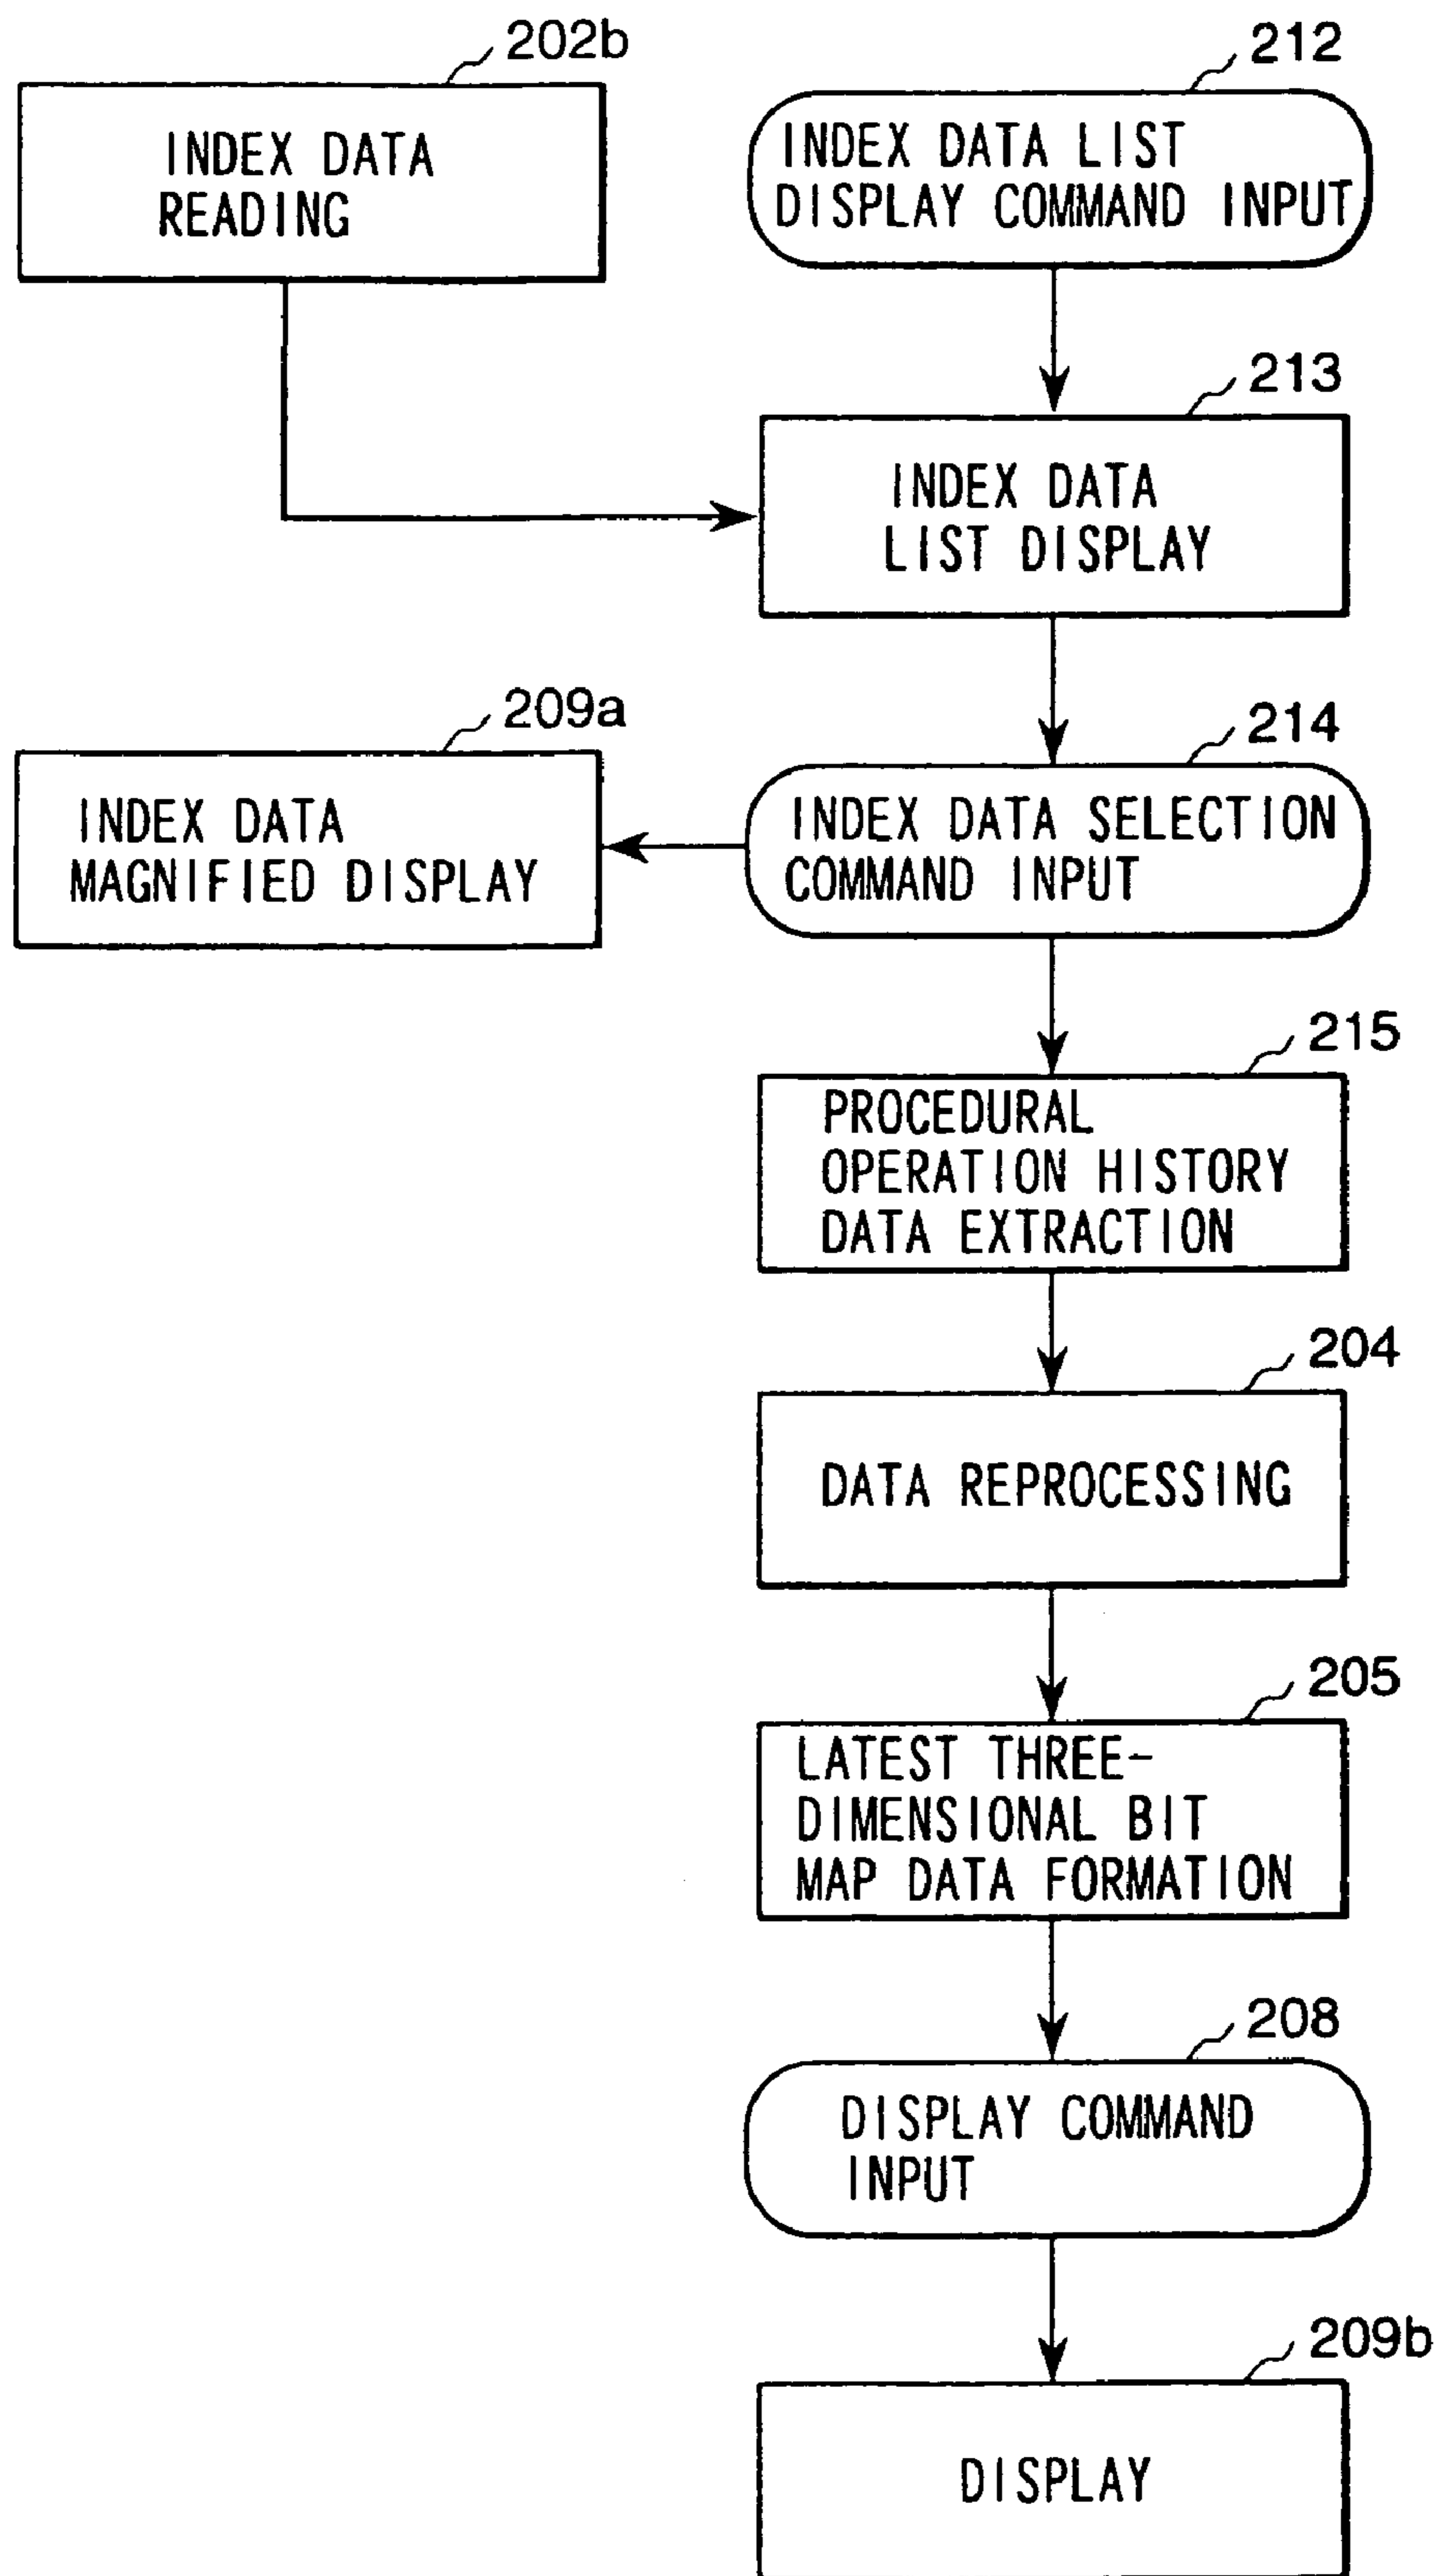 202b
INDEX DATA
READING
212
INDEX DATA LIST
DISPLAY COMMAND INPUT
213
INDEX DATA
LIST DISPLAY
209a
INDEX DATA
MAGNIFIED DISPLAY
214
INDEX DATA SELECTION
COMMAND INPUT
215
PROCEDURAL
OPERATION HISTORY
DATA EXTRACTION
204
DATA REPROCESSING
205
LATEST THREE-
DIMENSIONAL BIT
MAP DATA FORMATION
208
DISPLAY COMMAND
INPUT
209b
DISPLAY